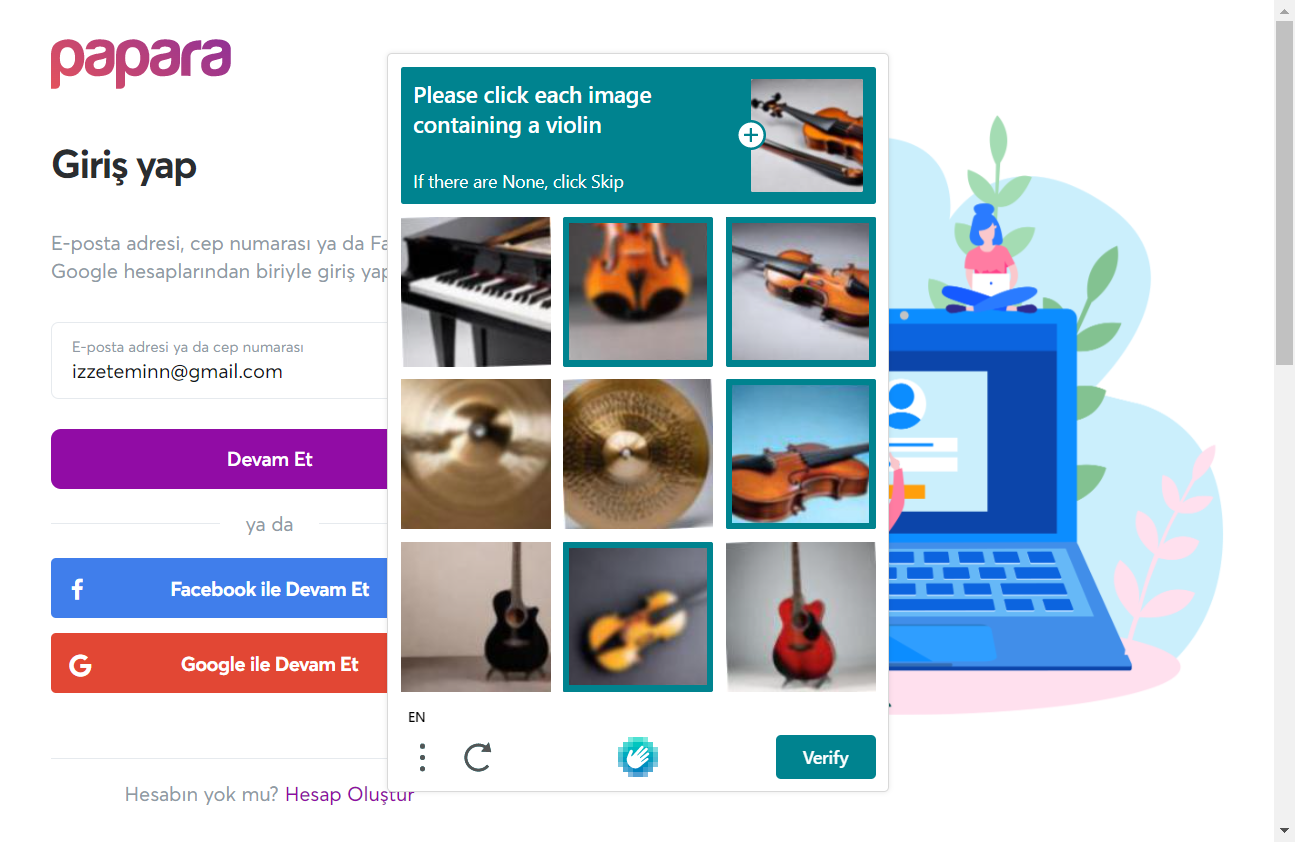 papara
Giriş yap
E-posta adresi, cep numarası ya da Fa
Google hesaplarından biriyle giriş yap
E-posta adresi ya da cep numarası
izzeteminn@gmail.com
Devam Et
ya da
Facebook ile Devam Et
Google ile Devam Et
Hesabın yok mu? Hesap Oluştur
Please click each image
containing a violin
If there are None, click Skip
EN
Verify